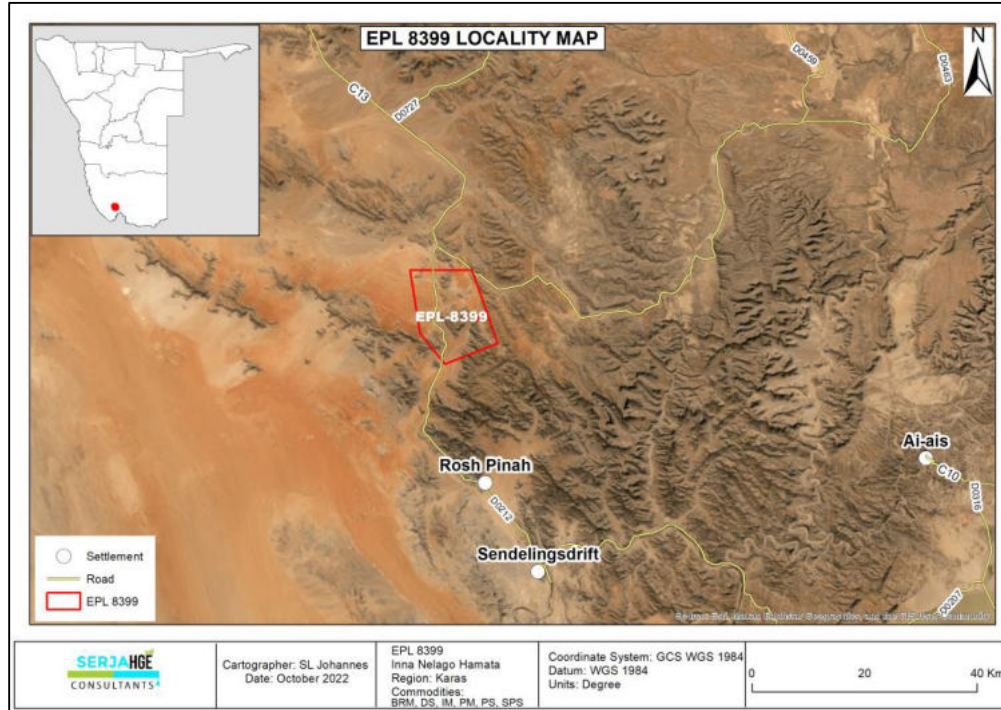 EPL 8399 LOCALITY MAP
N
C13
D0727
D0459
D0463
EPL-8399
Ai-ais
C10
D0316
Rosh Pinah
D0212
Sendelingsdrift
D0207
Settlement
Road
EPL 8399
SERJAHGE
CONSULTANTS
Cartographer: SL Johannes
Date: October 2022
EPL 8399
Inna Nelago Hamata
Region: Karas
Commodities:
BRM, DS, IM, PM, PS, SPS
Coordinate System: GCS WGS 1984
Datum: WGS 1984
Units: Degree
0 20 40 Km